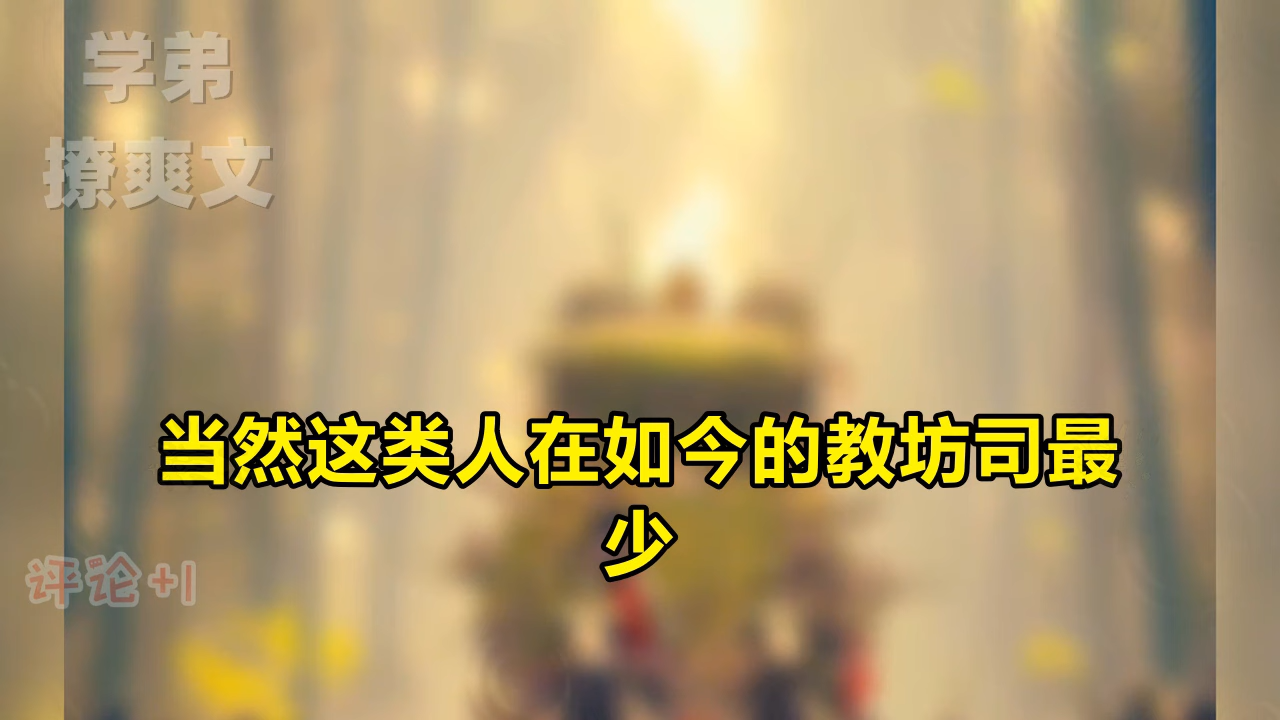 学弟
撩爽文
当然这类人在如今的教坊司最
少
评论+1